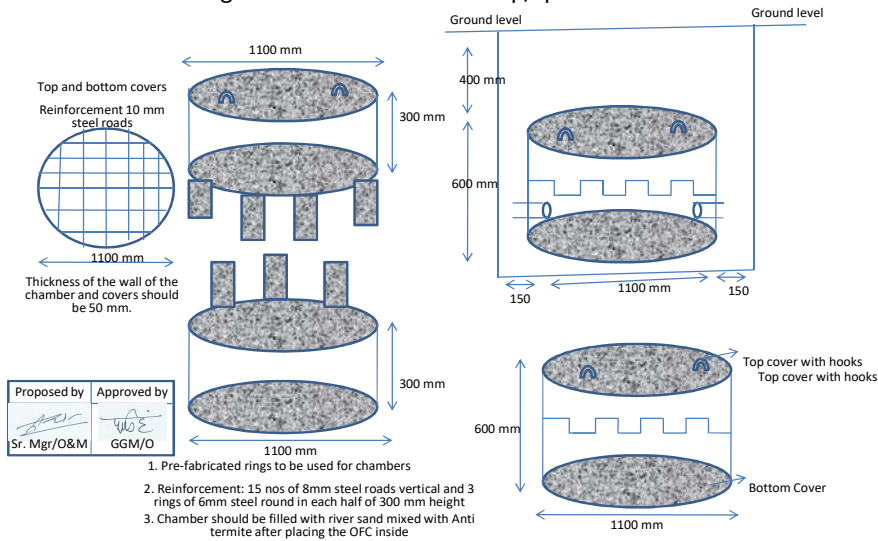 Ground level
Ground level
1100 mm
Top and bottom covers
Reinforcement 10 mm
steel roads
300 mm
400 mm
600 mm
1100 mm
Thickness of the wall of the
chamber and covers should
be 50 mm.
150
1100 mm
150
300 mm
1100 mm
Proposed by
Approved by
Sr. Mgr/O&M
GGM/O
600 mm
Top cover with hooks
Top cover with hooks
Bottom Cover
1100 mm
1. Pre-fabricated rings to be used for chambers
2. Reinforcement: 15 nos of 8mm steel roads vertical and 3
rings of 6mm steel round in each half of 300 mm height
3. Chamber should be filled with river sand mixed with Anti
termite after placing the OFC inside